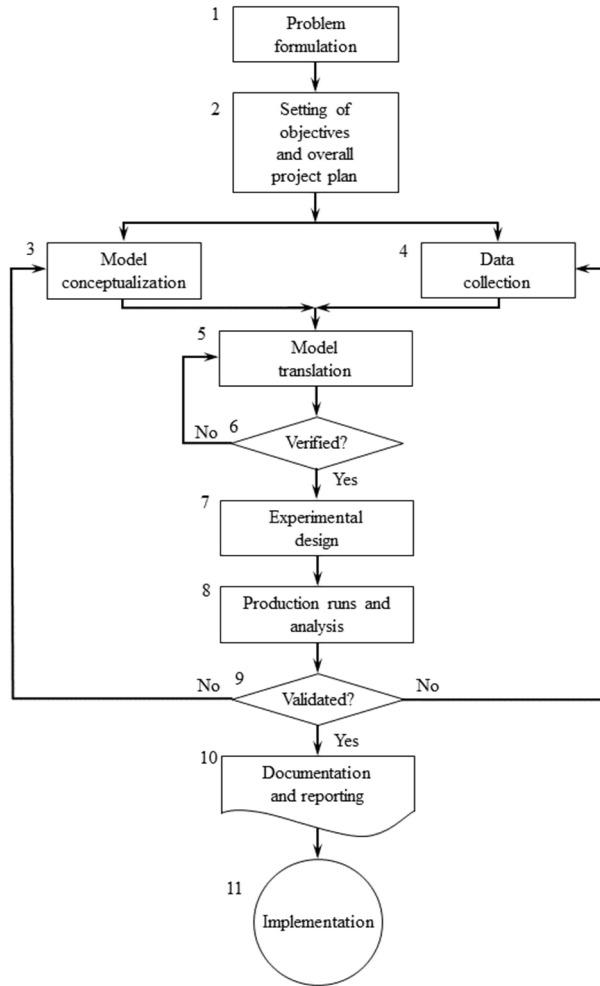 1
Problem
formulation
2
Setting of
objectives
and overall
project plan
3
Model
conceptualization
4
Data
collection
5
Model
translation
6
No
Verified?
Yes
7
Experimental
design
8
Production runs and
analysis
No
9
Validated?
No
Yes
10
Documentation
and reporting
11
Implementation